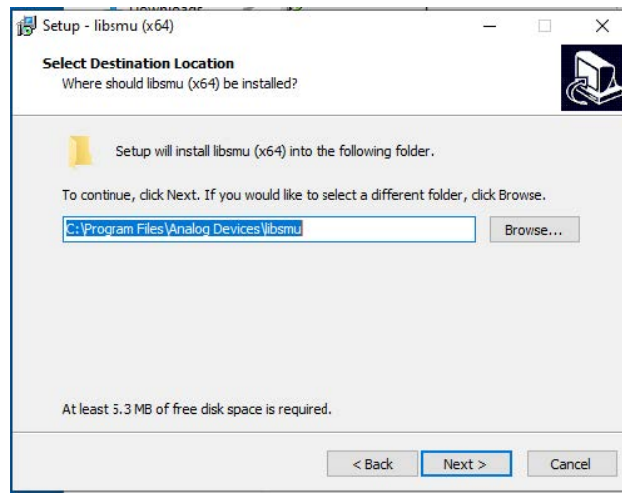 Downloads
Setup - libsmu (x64)
Select Destination Location
Where should libsmu (x64) be installed?
Setup will install libsmu (x64) into the following folder.
To continue, click Next. If you would like to select a different folder, click Browse.
C:\Program Files\Analog Devices\libsmu
Browse...
At least 5.3 MB of free disk space is required.
< Back
Next >
Cancel